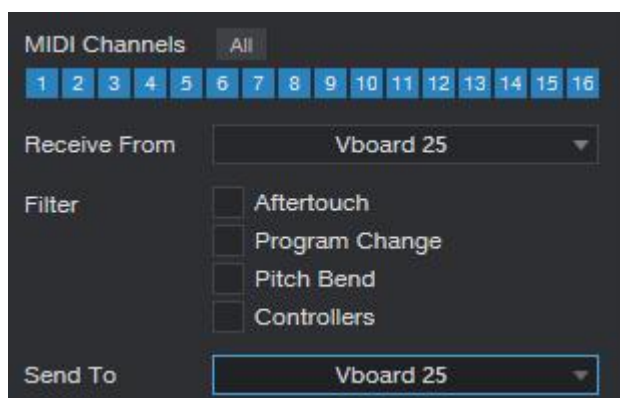 MIDI Channels All
1 2 3 4 5 6 7 8 9 10 11 12 13 14 15 16
Receive From Vboard 25
Filter Aftertouch
Program Change
Pitch Bend
Controllers
Send To Vboard 25